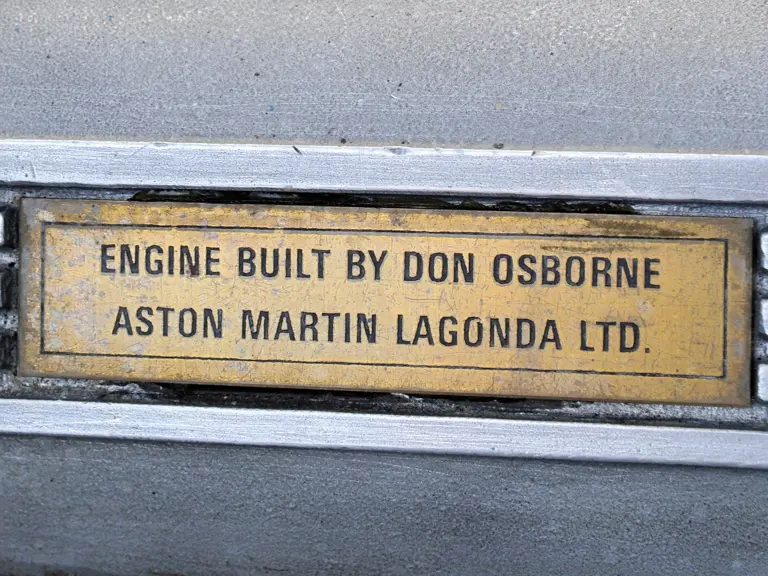 ENGINE BUILT BY DON OSBORNE
ASTON MARTIN LAGONDA LTD.